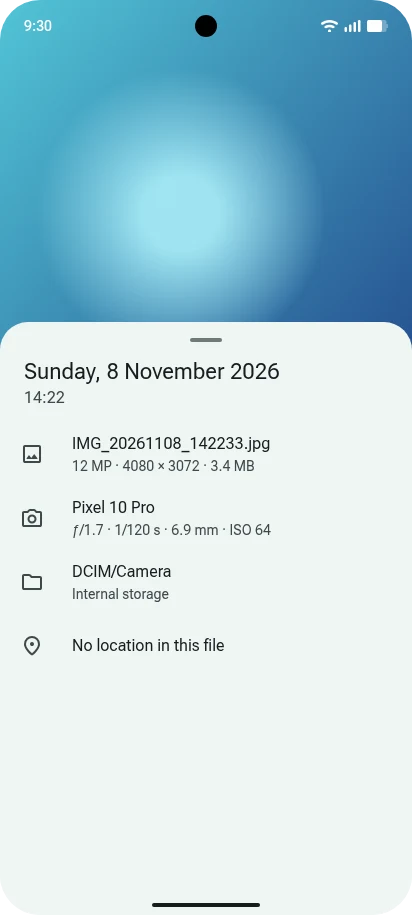 9:30
Sunday, 8 November 2026
14:22
IMG_20261108_142233.jpg
12 MP · 4080 × 3072 · 3.4 MB
Pixel 10 Pro
ƒ/1.7 · 1/120 s · 6.9 mm · ISO 64
DCIM/Camera
Internal storage
No location in this file